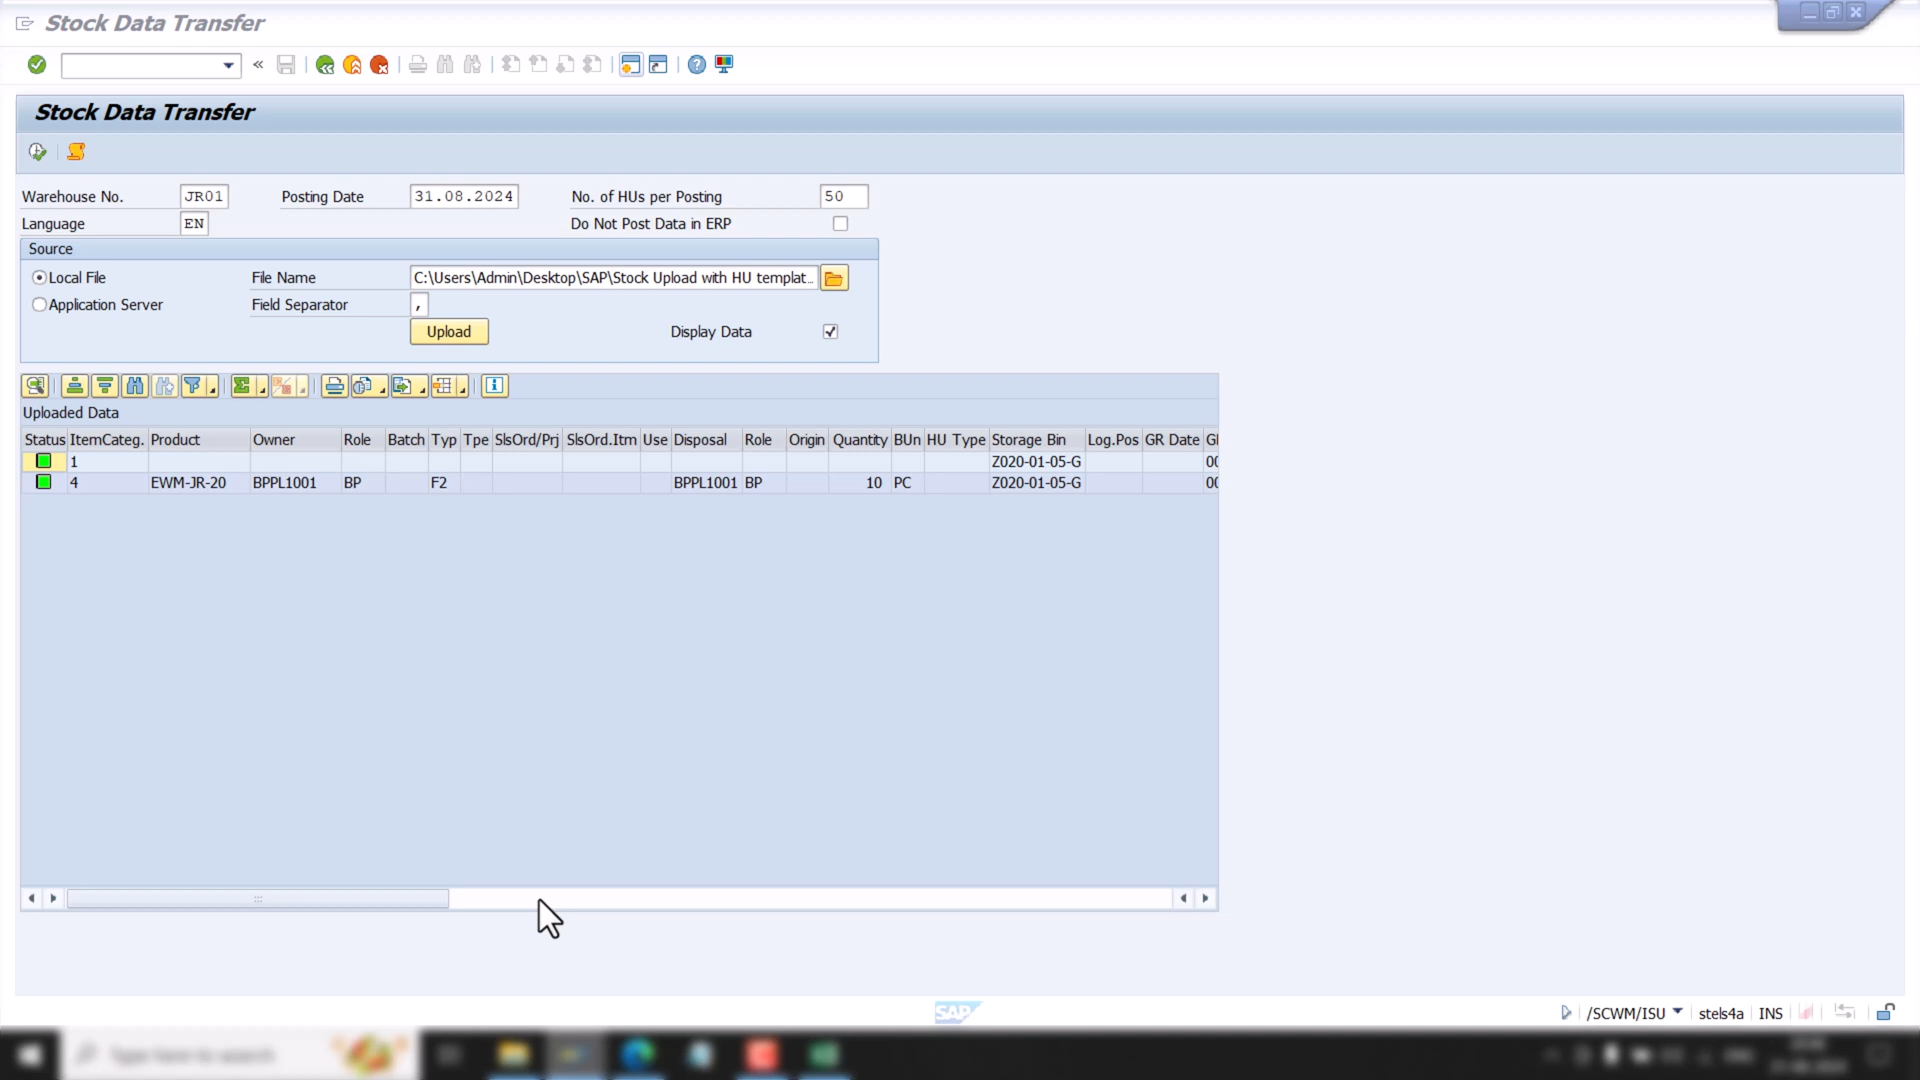 Stock Data Transfer
Stock Data Transfer
Warehouse No. JR01 Posting Date 31.08.2024 No. of HUs per Posting 50
Language EN Do Not Post Data in ERP
Source
Local File File Name C:\Users\Admin\Desktop\SAP\Stock Upload with HU templat...
Application Server Field Separator ,
Upload Display Data
Uploaded Data
Status ItemCateg. Product Owner Role Batch Typ Tpe SlsOrd/Prj SlsOrd.Itm Use Disposal Role Origin Quantity BUn HU Type Storage Bin Log.Pos GR Date
1 Z020-01-05-G
4 EWM-JR-20 BPPL1001 BP F2 BPPL1001 BP 10 PC Z020-01-05-G
SAP
/SCWM/ISU stels4a INS
Type here to search